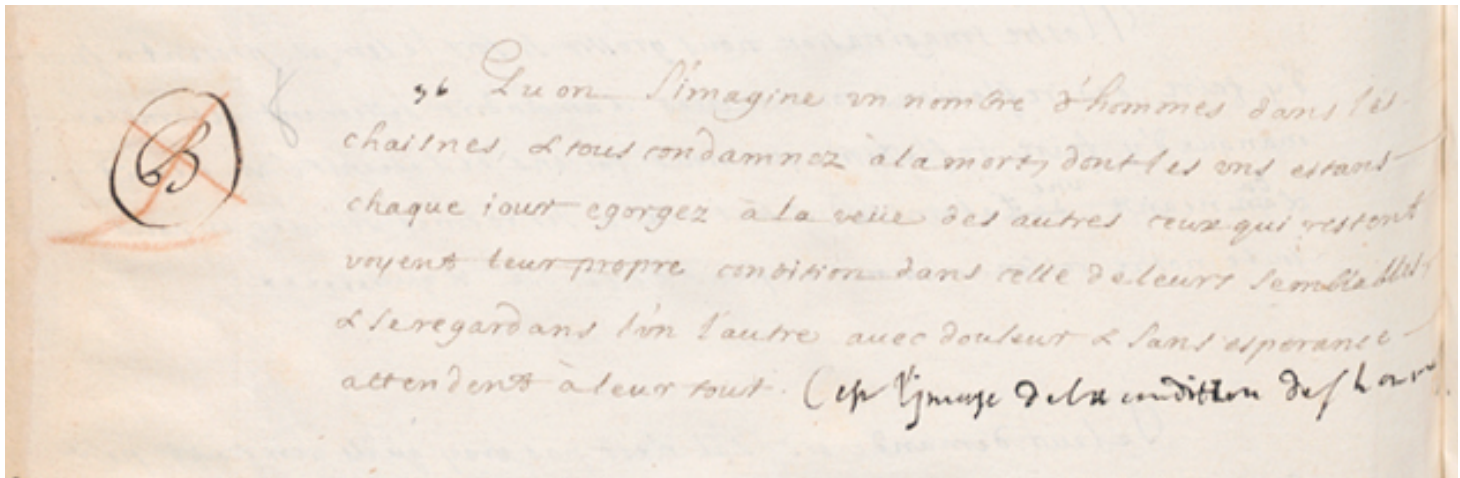 B
96 Qu'on s'imagine un nombre d'hommes dans les
chaisnes, & tous condamnez à la mort, dont les uns estans
chaque iour egorgez à la veüe des autres ceux qui restent
voyent leur propre condition dans celle de leurs semblables,
& se regardans l'un l'autre avec douleur & sans esperance
attendent à leur tour. C'est l'image de la condition des hom